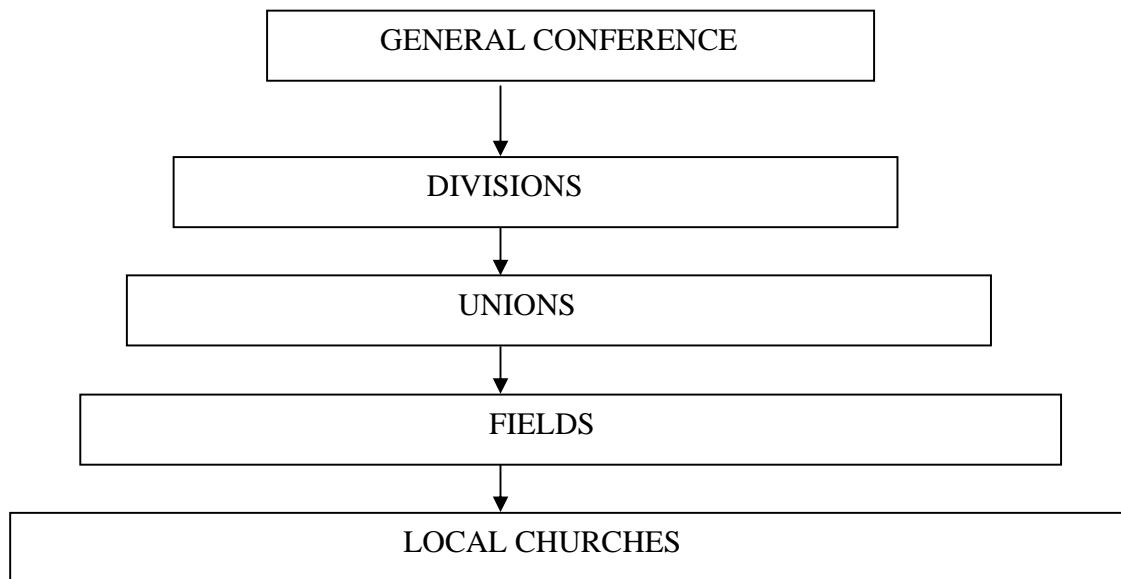 GENERAL CONFERENCE
DIVISIONS
UNIONS
FIELDS
LOCAL CHURCHES